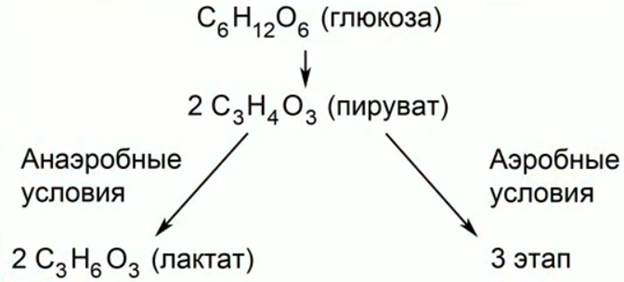 C₆H₁₂O₆ (глюкоза)
2 C₃H₄O₃ (пируват)
Анаэробные
условия
Аэробные
условия
2 C₃H₆O₃ (лактат)
3 этап